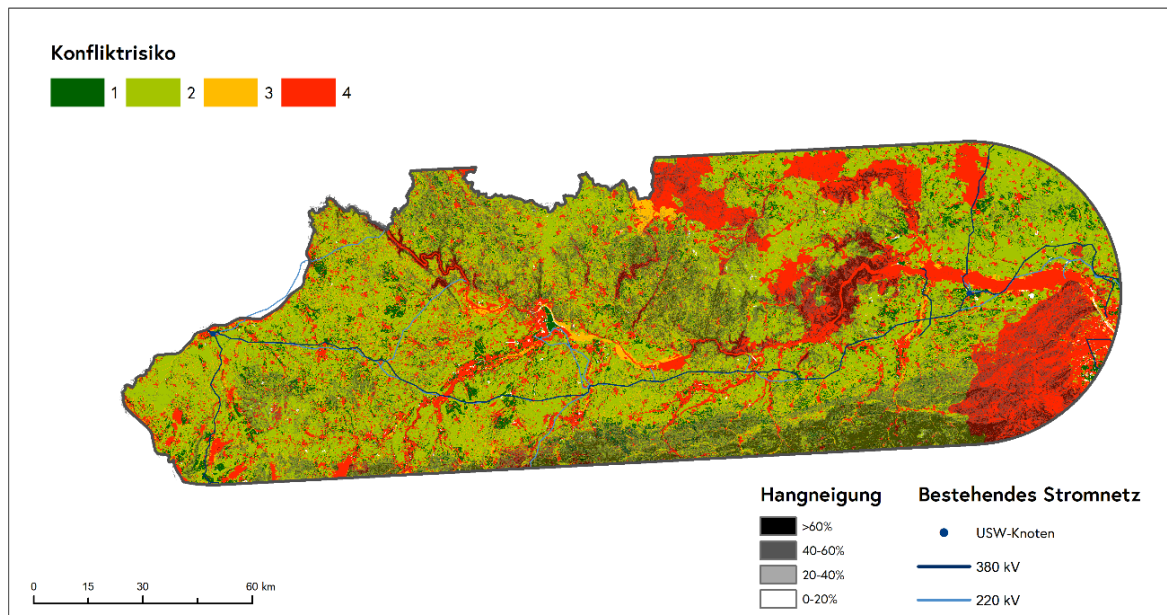 Konfliktrisiko
1 2 3 4
Hangneigung
>60%
40-60%
20-40%
0-20%
Bestehendes Stromnetz
USW-Knoten
380 kV
220 kV
0 15 30 60 km